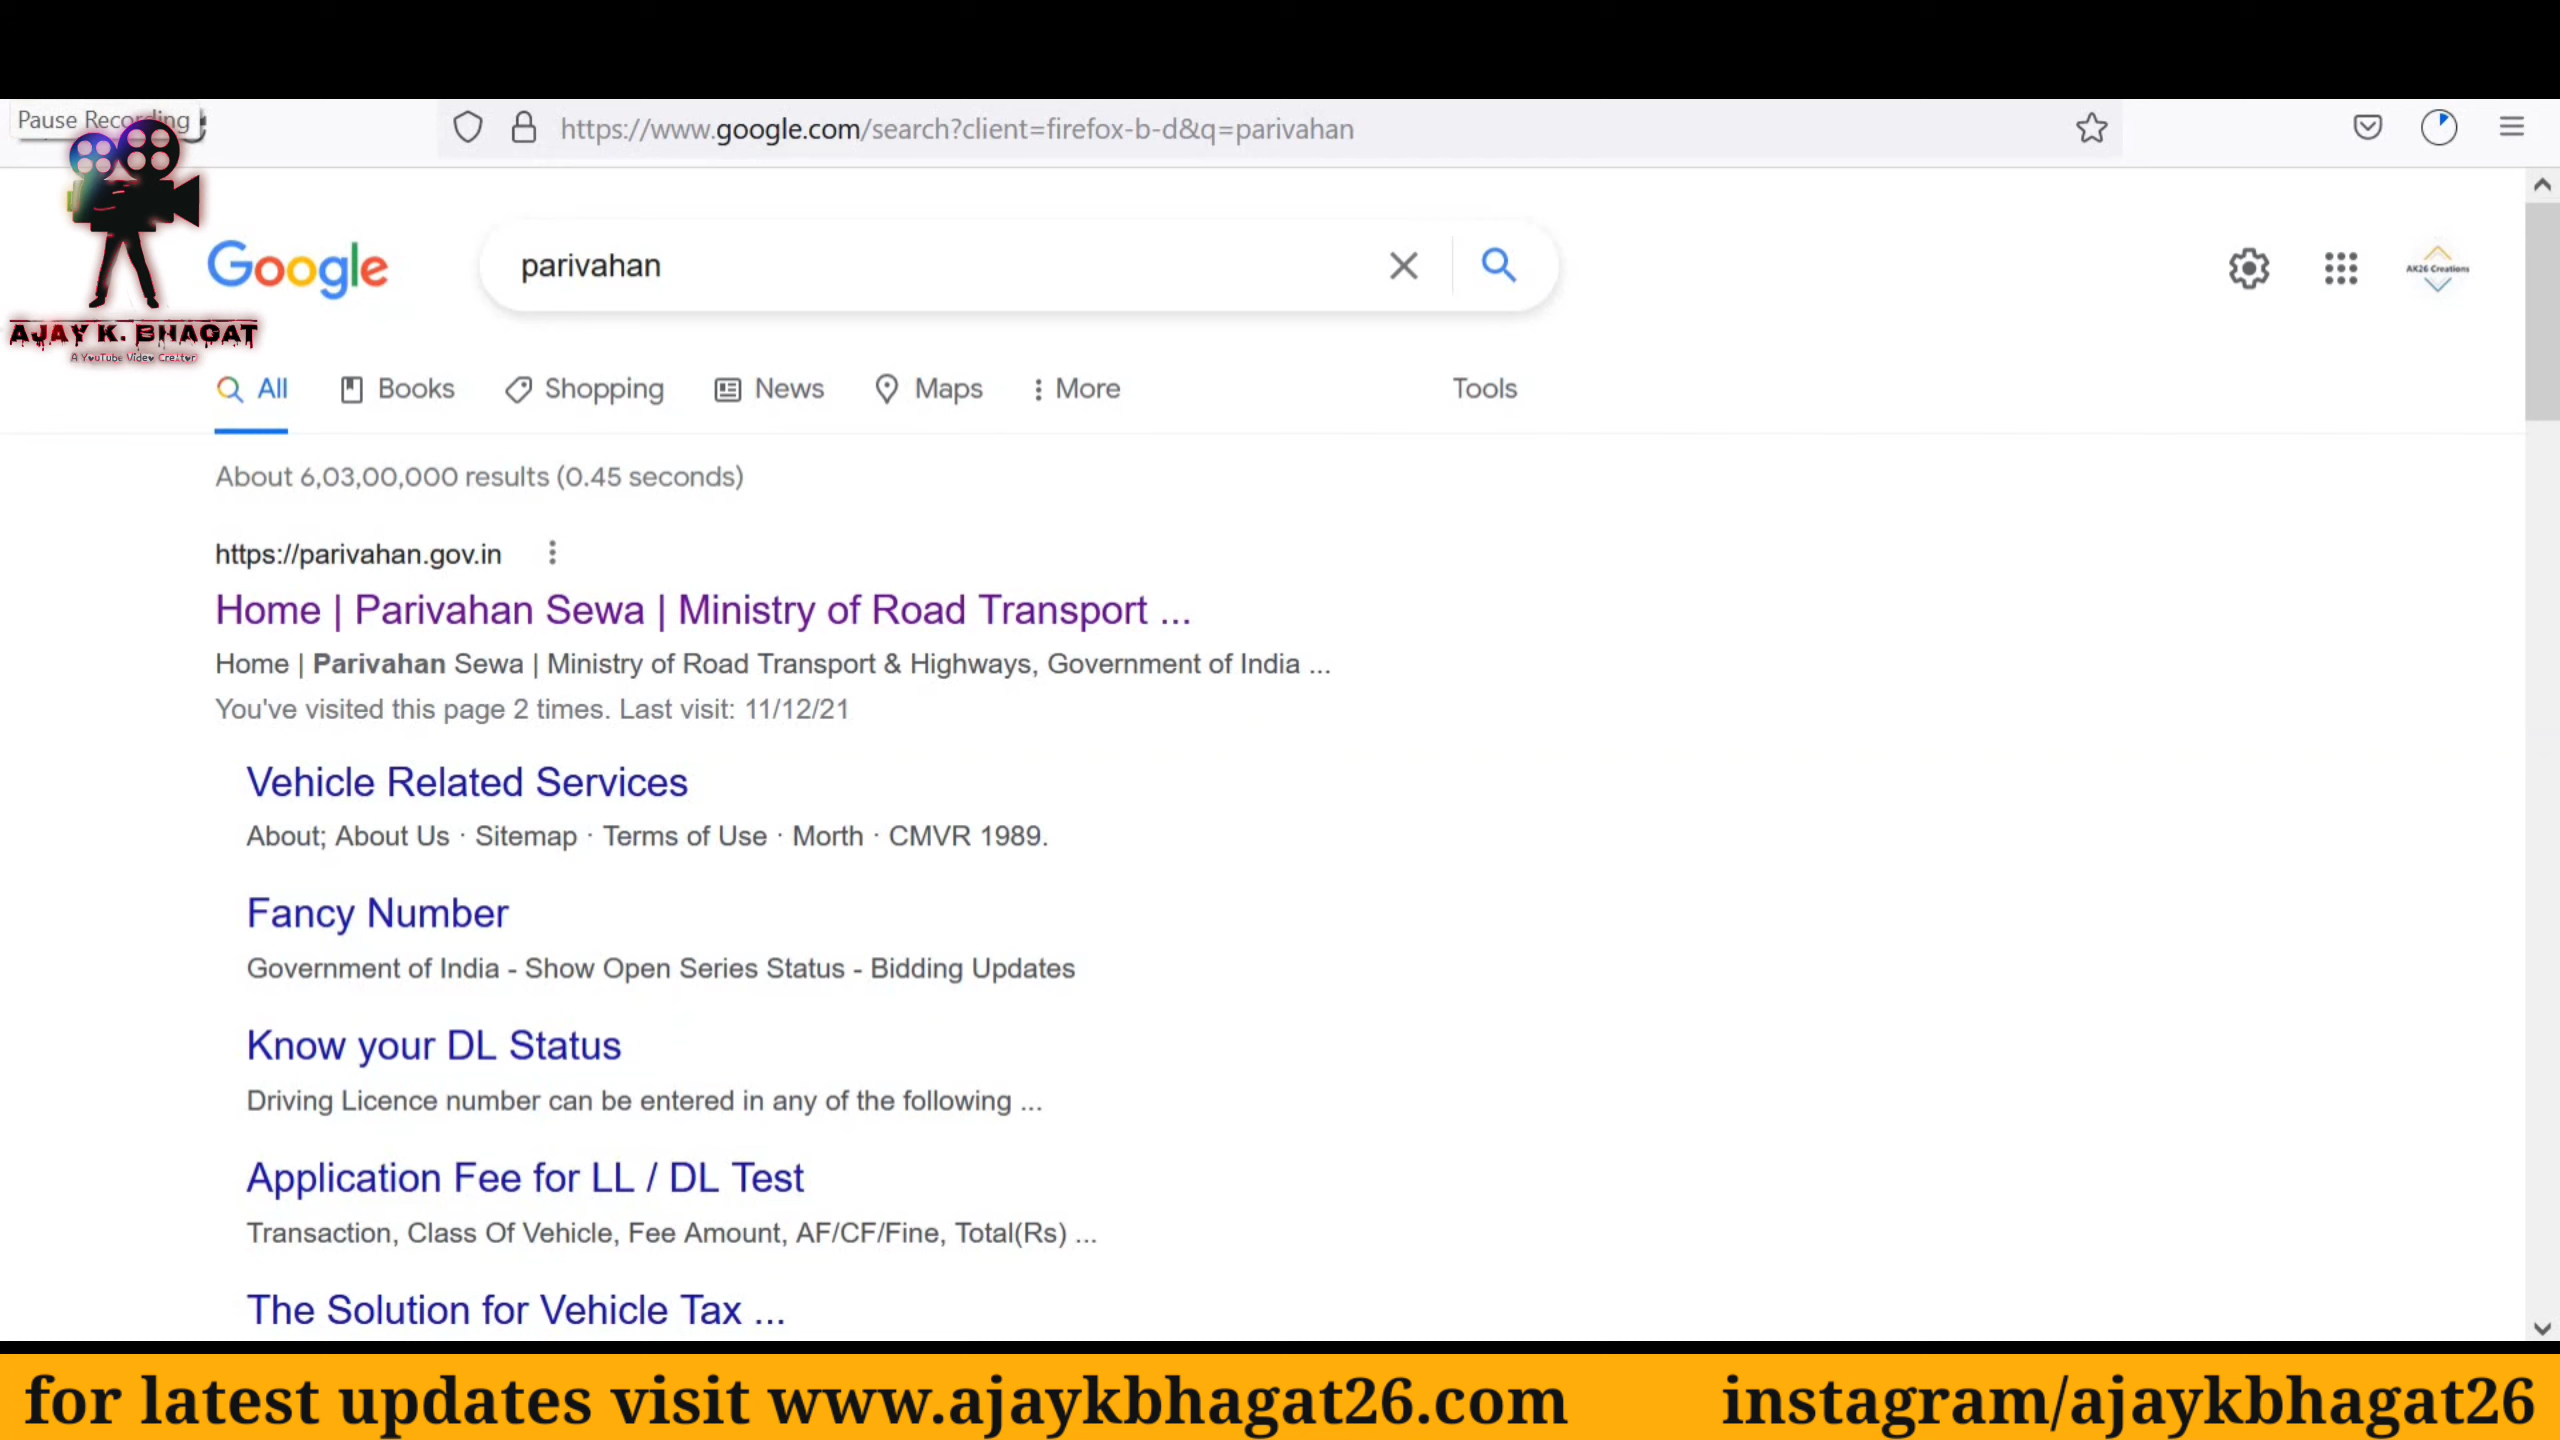 Pause Recording
https://www.google.com/search?client=firefox-b-d&q=parivahan
Google
parivahan
AK26 Creations
AJAY K. BHAGAT
A YouTube Video Creator
All
Books
Shopping
News
Maps
More
Tools
About 6,03,00,000 results (0.45 seconds)
https://parivahan.gov.in
Home | Parivahan Sewa | Ministry of Road Transport ...
Home | Parivahan Sewa | Ministry of Road Transport & Highways, Government of India ...
You've visited this page 2 times. Last visit: 11/12/21
Vehicle Related Services
About; About Us · Sitemap · Terms of Use · Morth · CMVR 1989.
Fancy Number
Government of India - Show Open Series Status - Bidding Updates
Know your DL Status
Driving Licence number can be entered in any of the following ...
Application Fee for LL / DL Test
Transaction, Class Of Vehicle, Fee Amount, AF/CF/Fine, Total(Rs) ...
The Solution for Vehicle Tax ...
for latest updates visit www.ajaykbhagat26.com
instagram/ajaykbhagat26